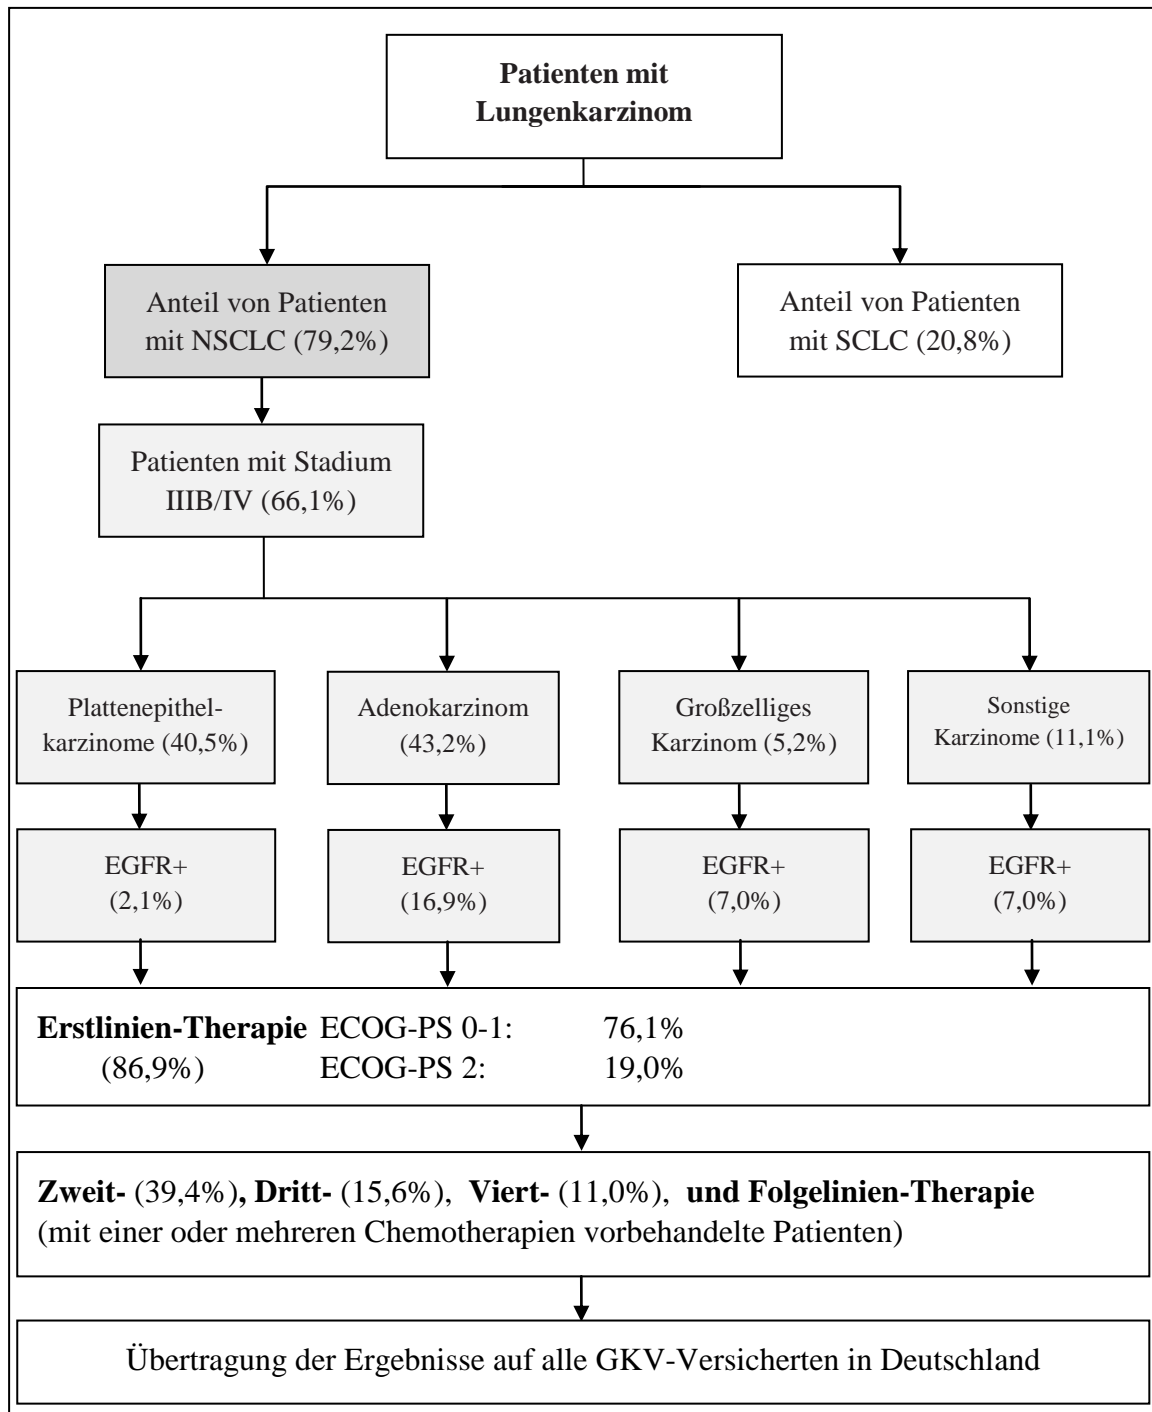 Patienten mit
Lungenkarzinom
Anteil von Patienten
mit NSCLC (79,2%)
Anteil von Patienten
mit SCLC (20,8%)
Patienten mit Stadium
IIIB/IV (66,1%)
Plattenepithel-
karzinome (40,5%)
Adenokarzinom
(43,2%)
Großzelliges
Karzinom (5,2%)
Sonstige
Karzinome (11,1%)
EGFR+
(2,1%)
EGFR+
(16,9%)
EGFR+
(7,0%)
EGFR+
(7,0%)
Erstlinien-Therapie ECOG-PS 0-1: 76,1%
(86,9%) ECOG-PS 2: 19,0%
Zweit- (39,4%), Dritt- (15,6%), Viert- (11,0%), und Folgelinien-Therapie
(mit einer oder mehreren Chemotherapien vorbehandelte Patienten)
Übertragung der Ergebnisse auf alle GKV-Versicherten in Deutschland